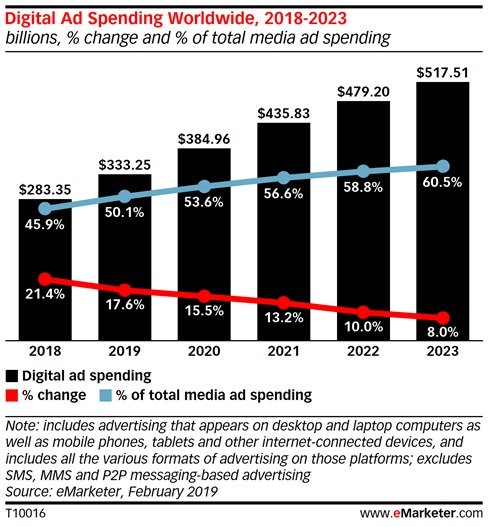 Digital Ad Spending Worldwide, 2018-2023
billions, % change and % of total media ad spending
$517.51
$479.20
$435.83
$384.96
$333.25
$283.35
45.9%
50.1%
53.6%
56.6%
58.8%
60.5%
21.4%
17.6%
15.5%
13.2%
10.0%
8.0%
2018
2019
2020
2021
2022
2023
Digital ad spending
% change
% of total media ad spending
Note: includes advertising that appears on desktop and laptop computers as
well as mobile phones, tablets and other internet-connected devices, and
includes all the various formats of advertising on those platforms; excludes
SMS, MMS and P2P messaging-based advertising
Source: eMarketer, February 2019
T10016
www.eMarketer.com